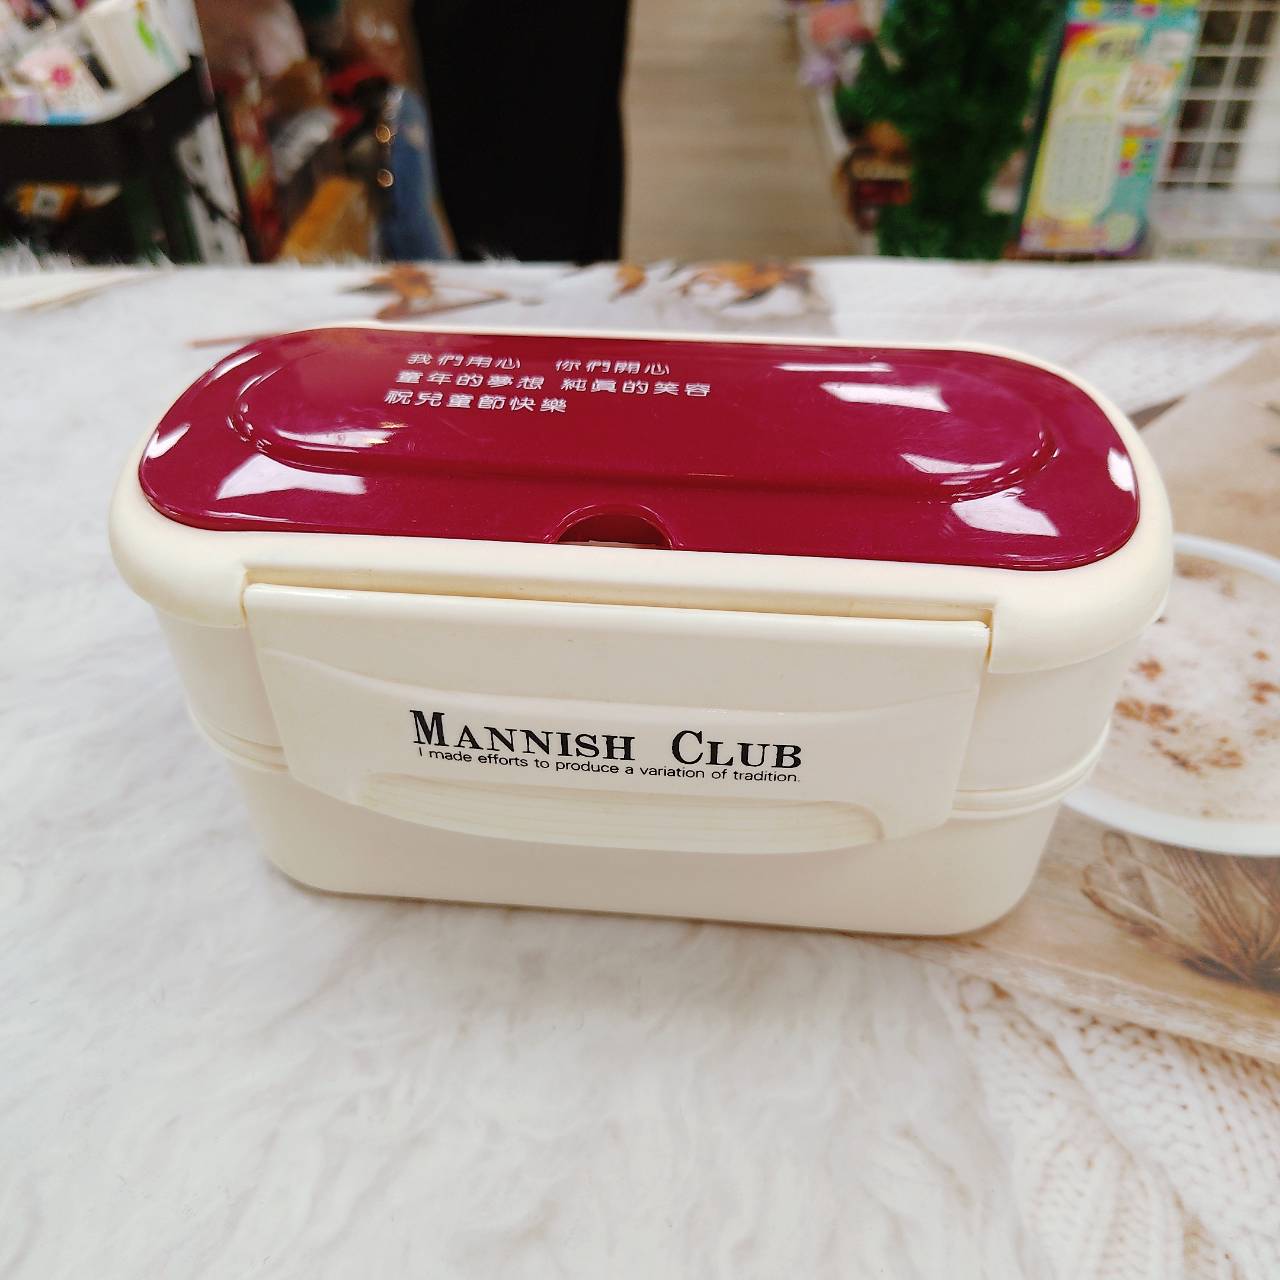 我們用心 你們開心
童年的夢想 純真的笑容
祝兒童節快樂
MANNISH CLUB
I made efforts to produce a variation of tradition.